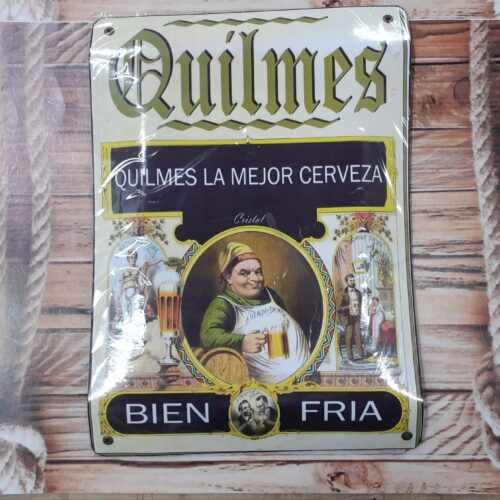 Quilmes
QUILMES LA MEJOR CERVEZA
Cristal
BIEN FRIA